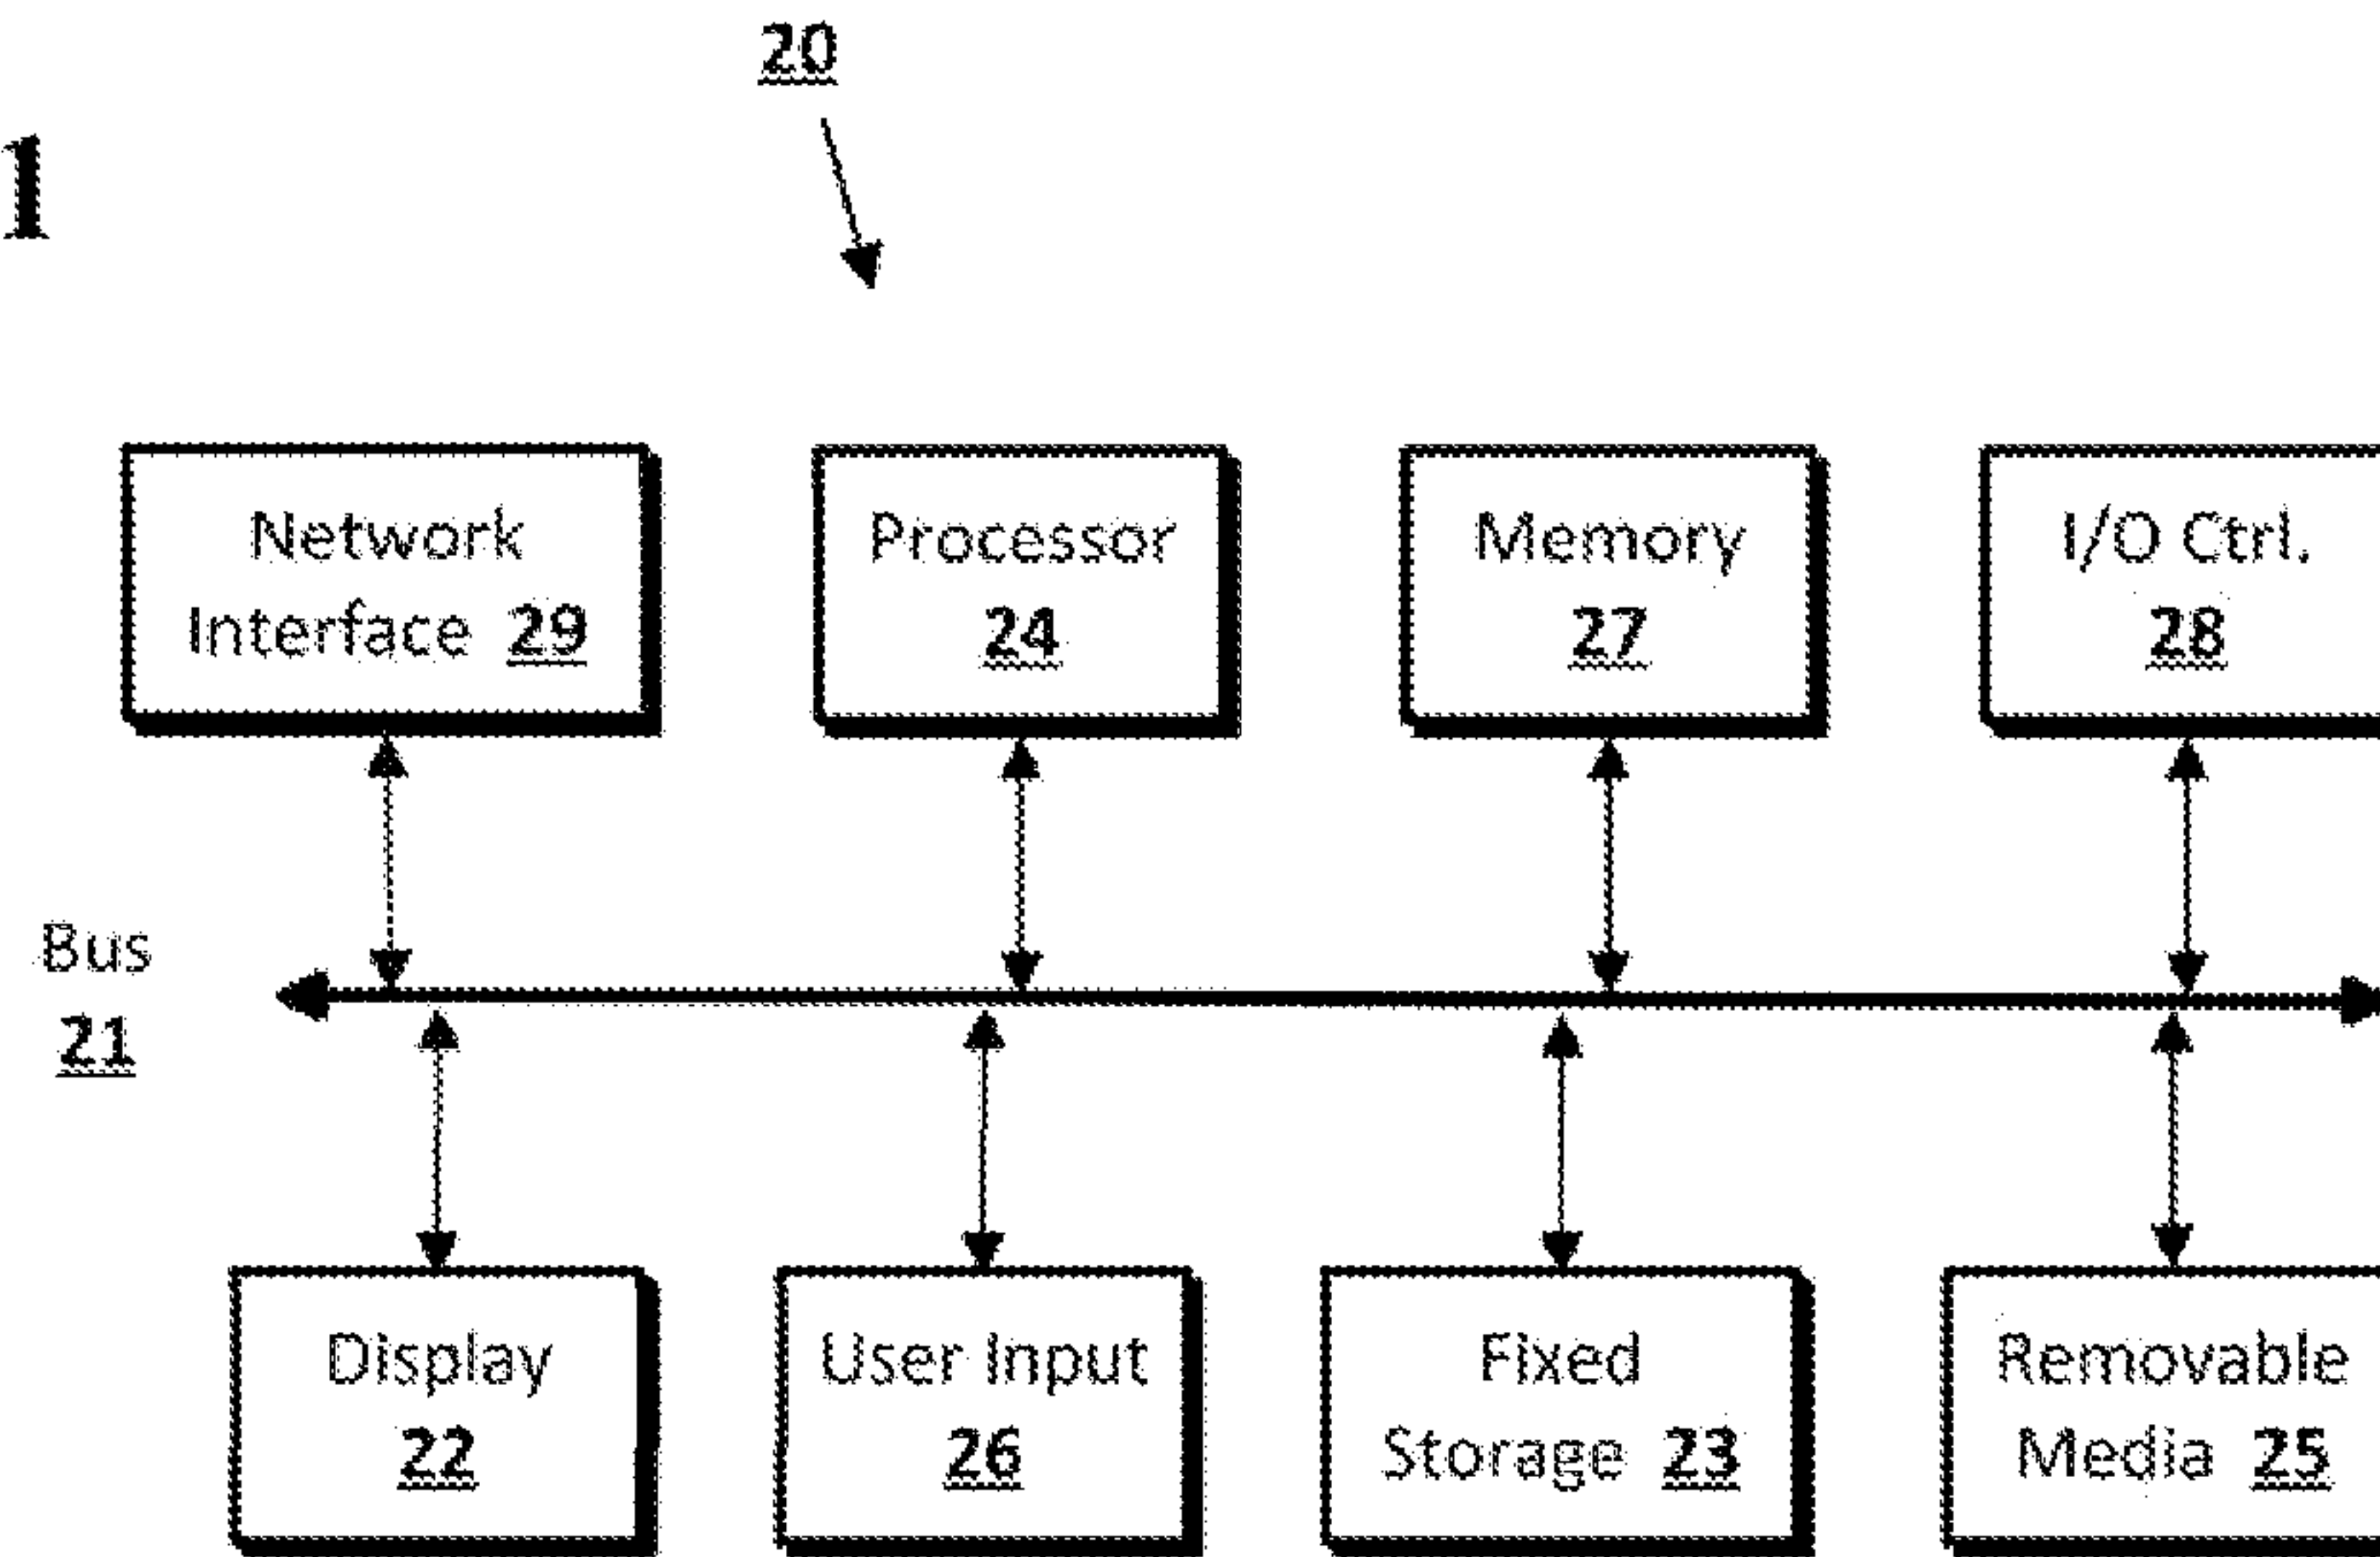 20
1
Network
Interface 29
Processor
24
Memory
27
I/O Ctrl.
28
Bus
21
Display
22
User Input
26
Fixed
Storage 23
Removable
Media 25